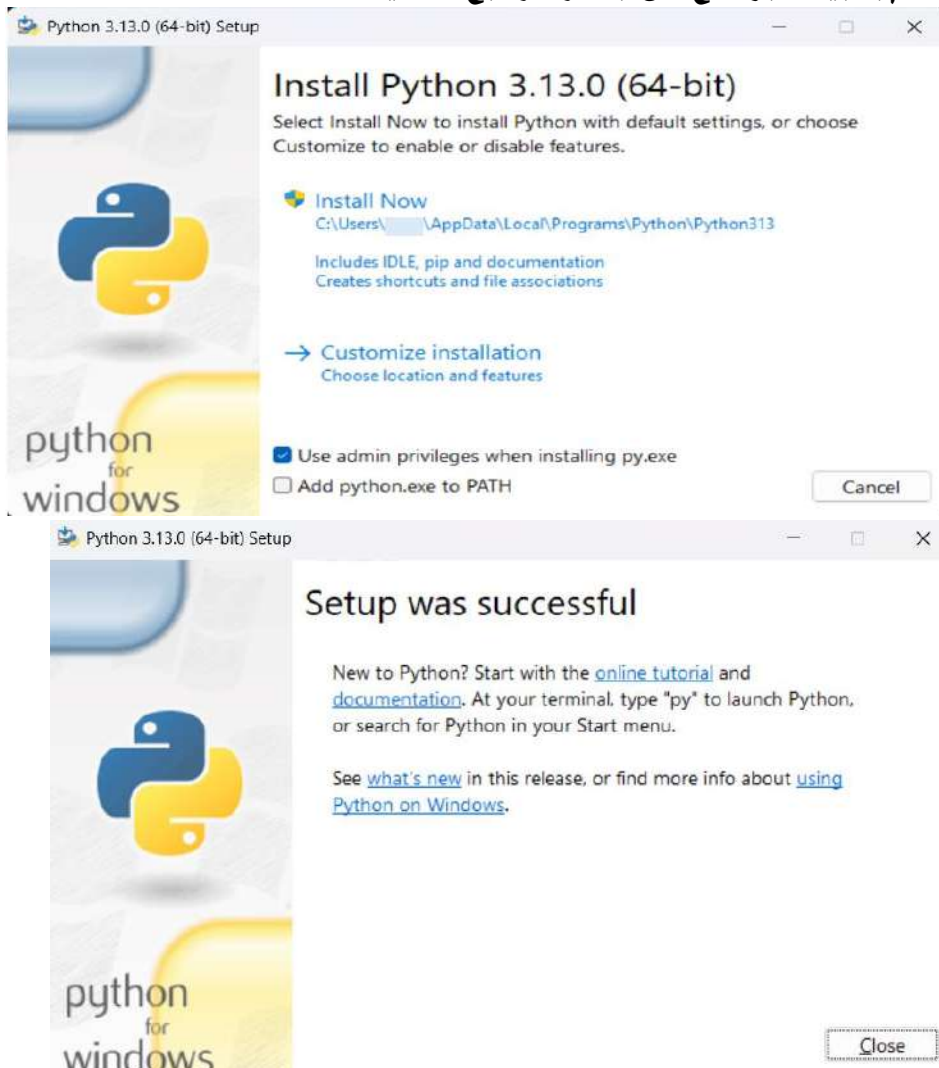 Python 3.13.0 (64-bit) Setup
Install Python 3.13.0 (64-bit)
Select Install Now to install Python with default settings, or choose
Customize to enable or disable features.
Install Now
C:\Users\ \AppData\Local\Programs\Python\Python313
Includes IDLE, pip and documentation
Creates shortcuts and file associations
Customize installation
Choose location and features
Use admin privileges when installing py.exe
Add python.exe to PATH
Cancel
python
for
windows
Python 3.13.0 (64-bit) Setup
Setup was successful
New to Python? Start with the online tutorial and
documentation. At your terminal, type "py" to launch Python,
or search for Python in your Start menu.
See what's new in this release, or find more info about using
Python on Windows.
python
for
windows
Close